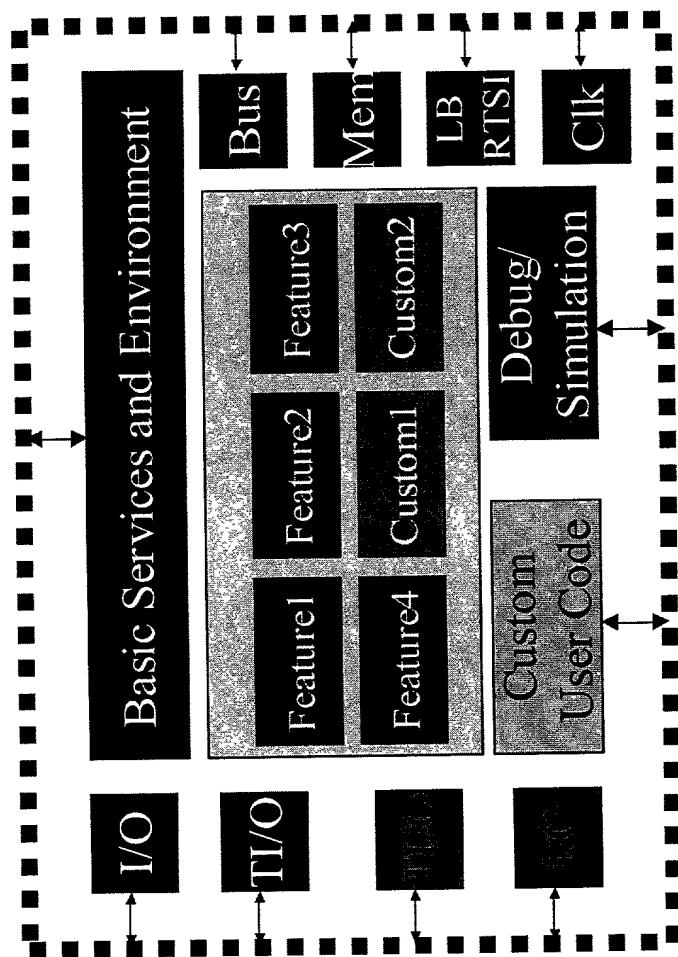 Basic Services and Environment
I/O
TI/O
Feature1
Feature2
Feature3
Feature4
Custom1
Custom2
Bus
Mem
LB
RTSI
Clk
Custom
User Code
Debug/
Simulation